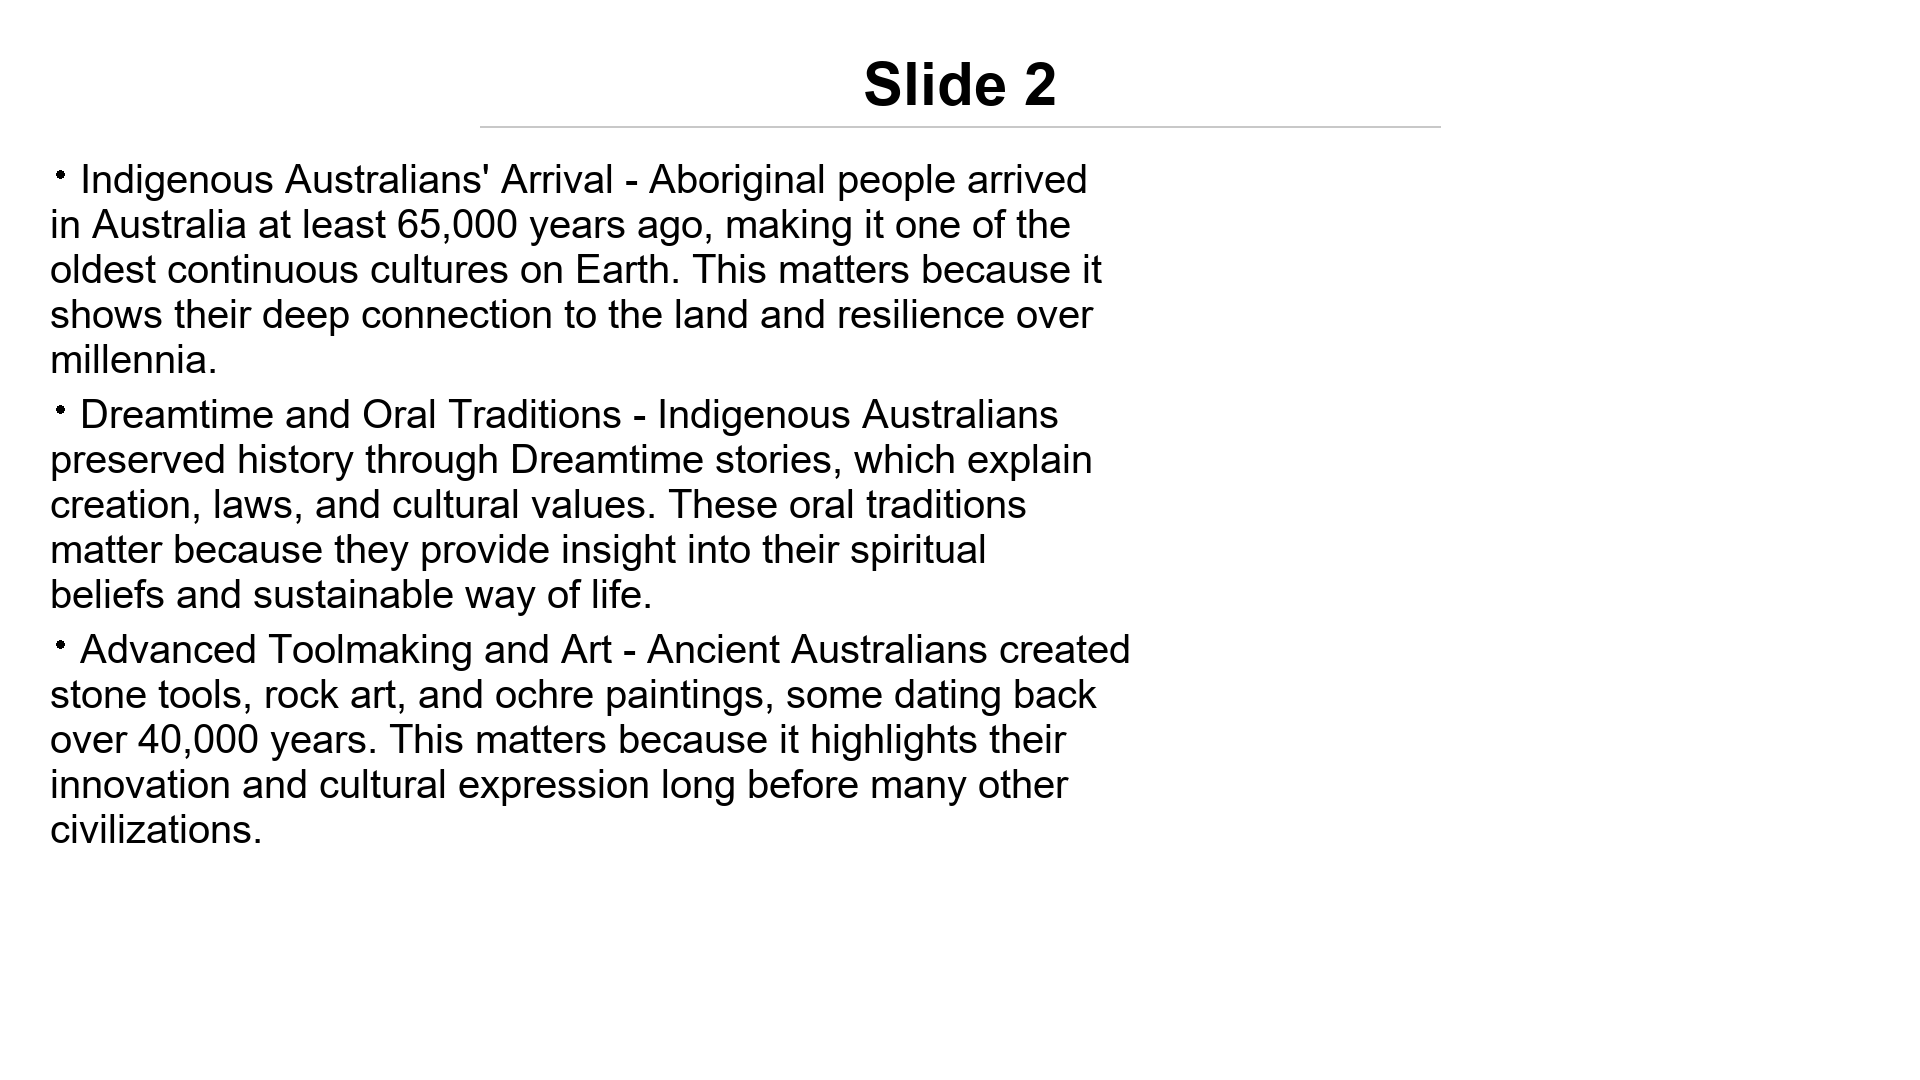 Slide 2
• Indigenous Australians' Arrival - Aboriginal people arrived
in Australia at least 65,000 years ago, making it one of the
oldest continuous cultures on Earth. This matters because it
shows their deep connection to the land and resilience over
millennia.
• Dreamtime and Oral Traditions - Indigenous Australians
preserved history through Dreamtime stories, which explain
creation, laws, and cultural values. These oral traditions
matter because they provide insight into their spiritual
beliefs and sustainable way of life.
• Advanced Toolmaking and Art - Ancient Australians created
stone tools, rock art, and ochre paintings, some dating back
over 40,000 years. This matters because it highlights their
innovation and cultural expression long before many other
civilizations.